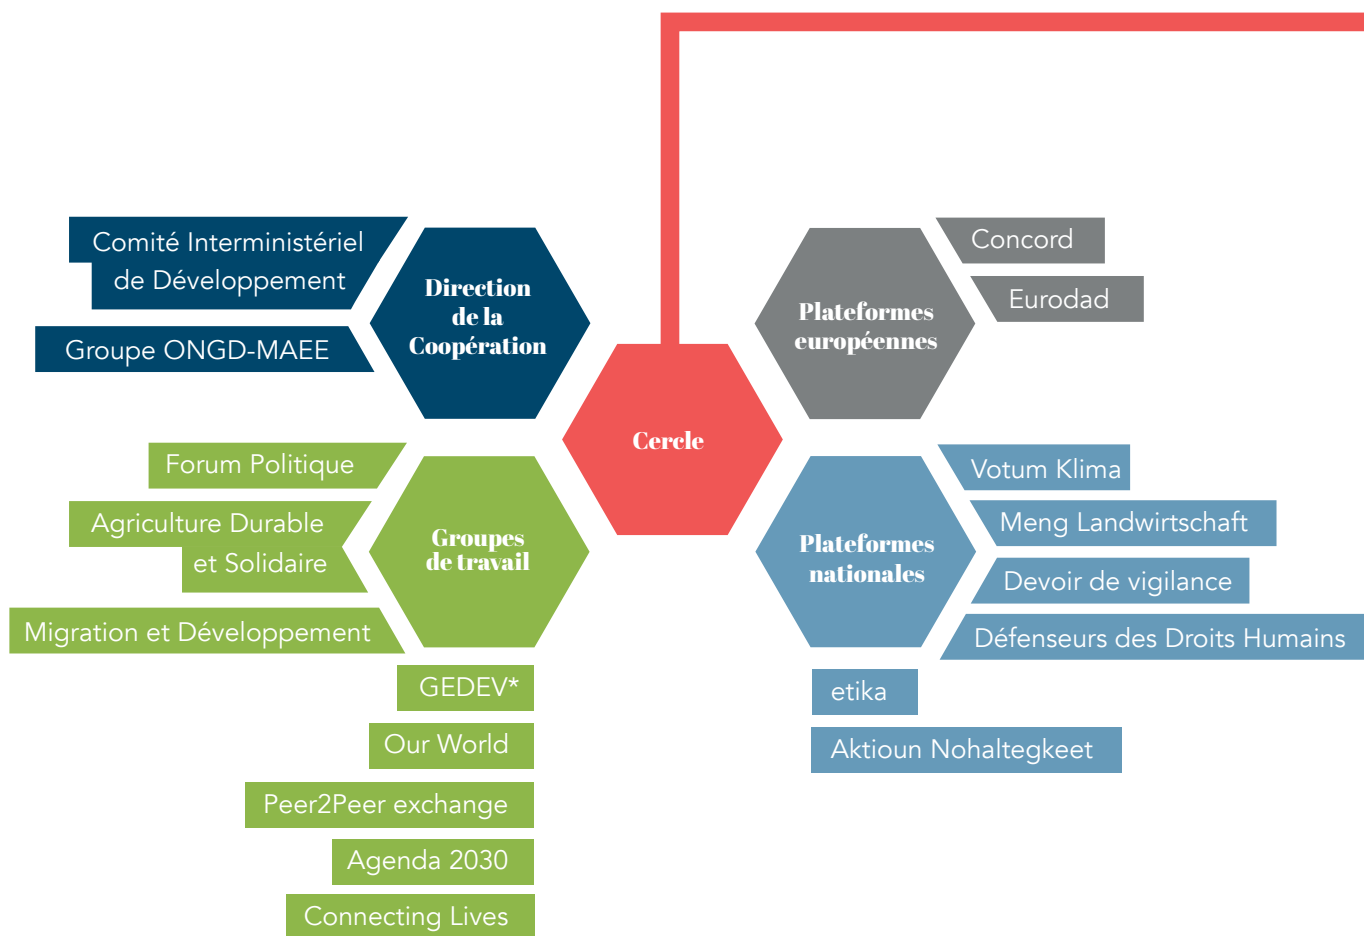 Comité Interministériel
de Développement
Groupe ONGD-MAEE
Direction
de la
Coopération
Plateformes
européennes
Concord
Eurodad
Cercle
Forum Politique
Agriculture Durable
et Solidaire
Migration et Développement
Groupes
de travail
GEDEV*
Our World
Peer2Peer exchange
Agenda 2030
Connecting Lives
Plateformes
nationales
Votum Klima
Meng Landwirtschaft
Devoir de vigilance
Défenseurs des Droits Humains
etika
Aktioun Nohaltegkeet